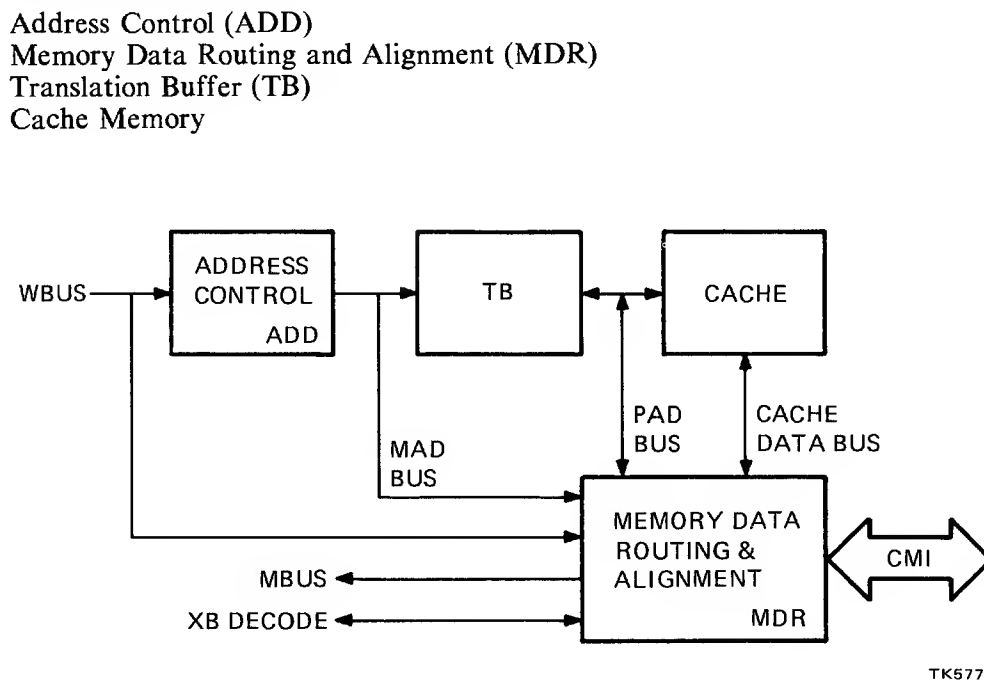 Address Control (ADD)
Memory Data Routing and Alignment (MDR)
Translation Buffer (TB)
Cache Memory
ADDRESS
CONTROL
ADD
WBUS
TB
CACHE
PAD
BUS
CACHE
DATA BUS
MAD
BUS
MEMORY DATA
ROUTING &
ALIGNMENT
MDR
CMI
MBUS
XB DECODE
TK577